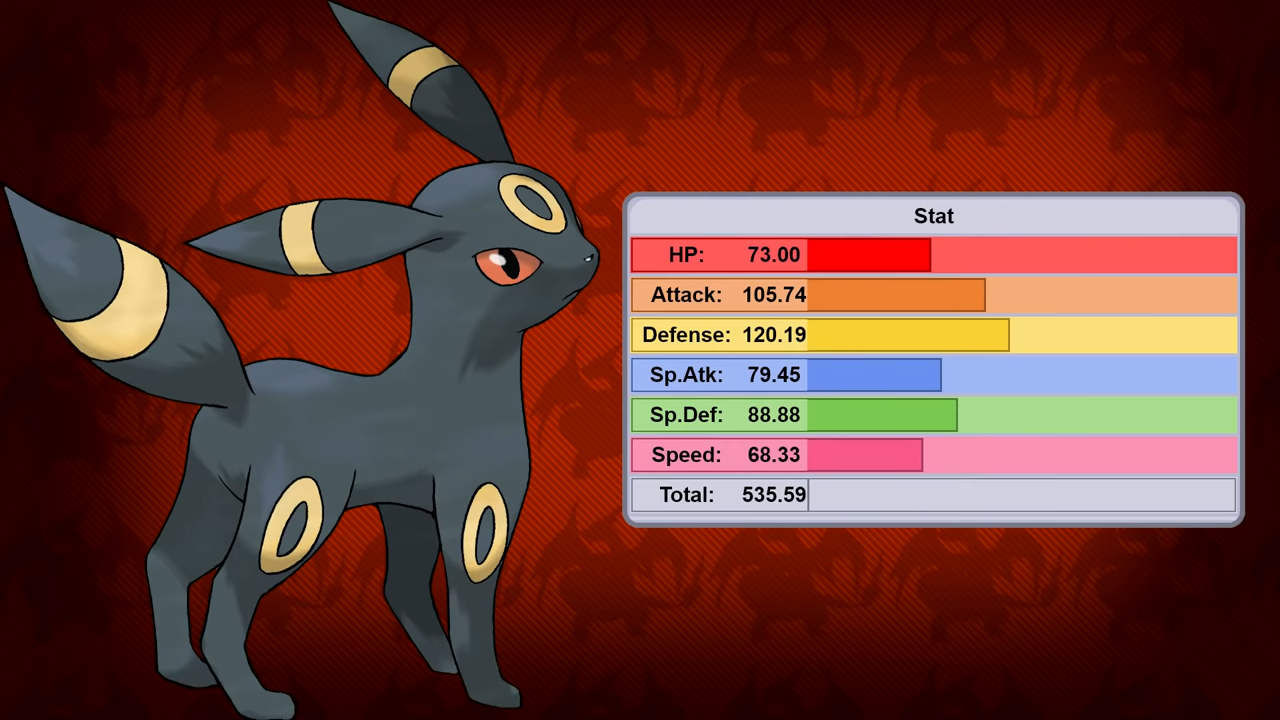 Stat
HP: 73.00
Attack: 105.74
Defense: 120.19
Sp.Atk: 79.45
Sp.Def: 88.88
Speed: 68.33
Total: 535.59